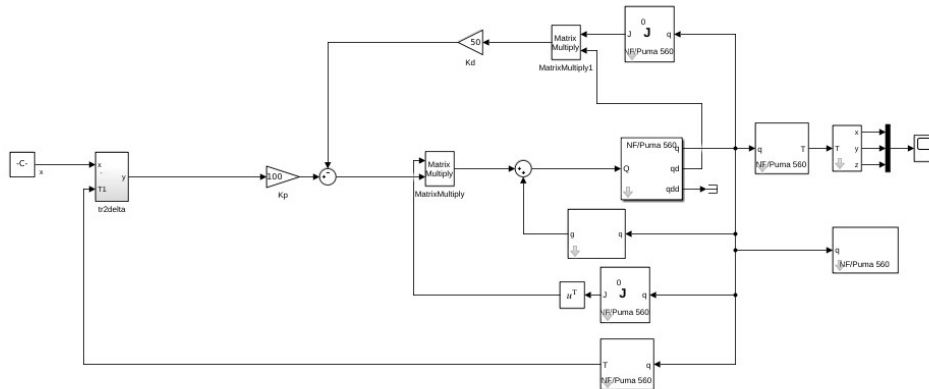 0
J J q
NF/Puma 560
50
Kd
Matrix
Multiply
MatrixMultiply1
-C-
x
x
T1
y
tr2delta
100
Kp
Matrix
Multiply
MatrixMultiply
NF/Puma 560
Q
q
qd
qdd
q T
NF/Puma 560
T
x
y
z
g q
q
NF/Puma 560
uT
0
J J q
NF/Puma 560
T q
NF/Puma 560